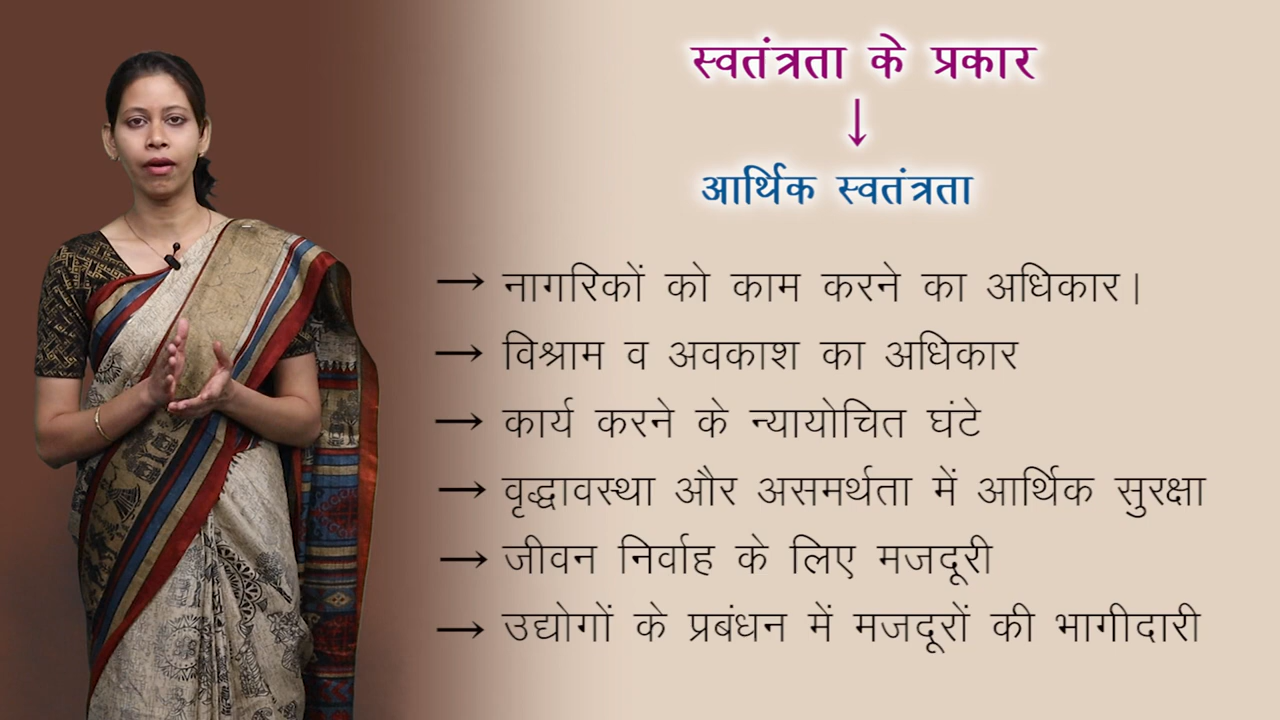 स्वतंत्रता के प्रकार
↓
आर्थिक स्वतंत्रता
→ नागरिकों को काम करने का अधिकार।
→ विश्राम व अवकाश का अधिकार
→ कार्य करने के न्यायोचित घंटे
→ वृद्धावस्था और असमर्थता में आर्थिक सुरक्षा
→ जीवन निर्वाह के लिए मजदूरी
→ उद्योगों के प्रबंधन में मजदूरों की भागीदारी